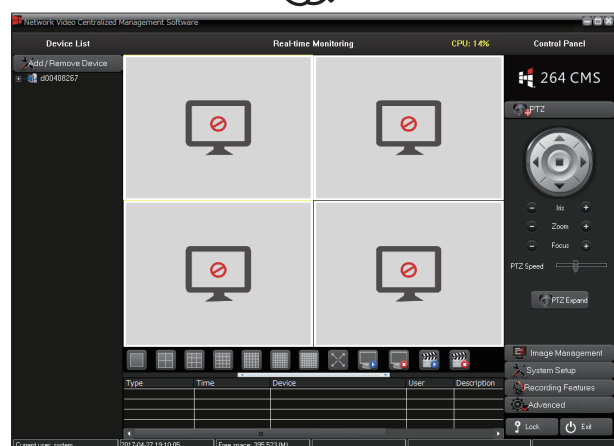 Network Video Centralized Management Software
Device List
Real-time Monitoring
CPU: 14%
Control Panel
Add / Remove Device
d00408267
264 CMS
PTZ
Iris
Zoom
Focus
PTZ Speed
PTZ Expand
Image Management
System Setup
Recording Features
Advanced
Type Time Device User Description
Lock Exit
Current user: system 2017-04-27 19:10:05 Free space: 395.523 (M)